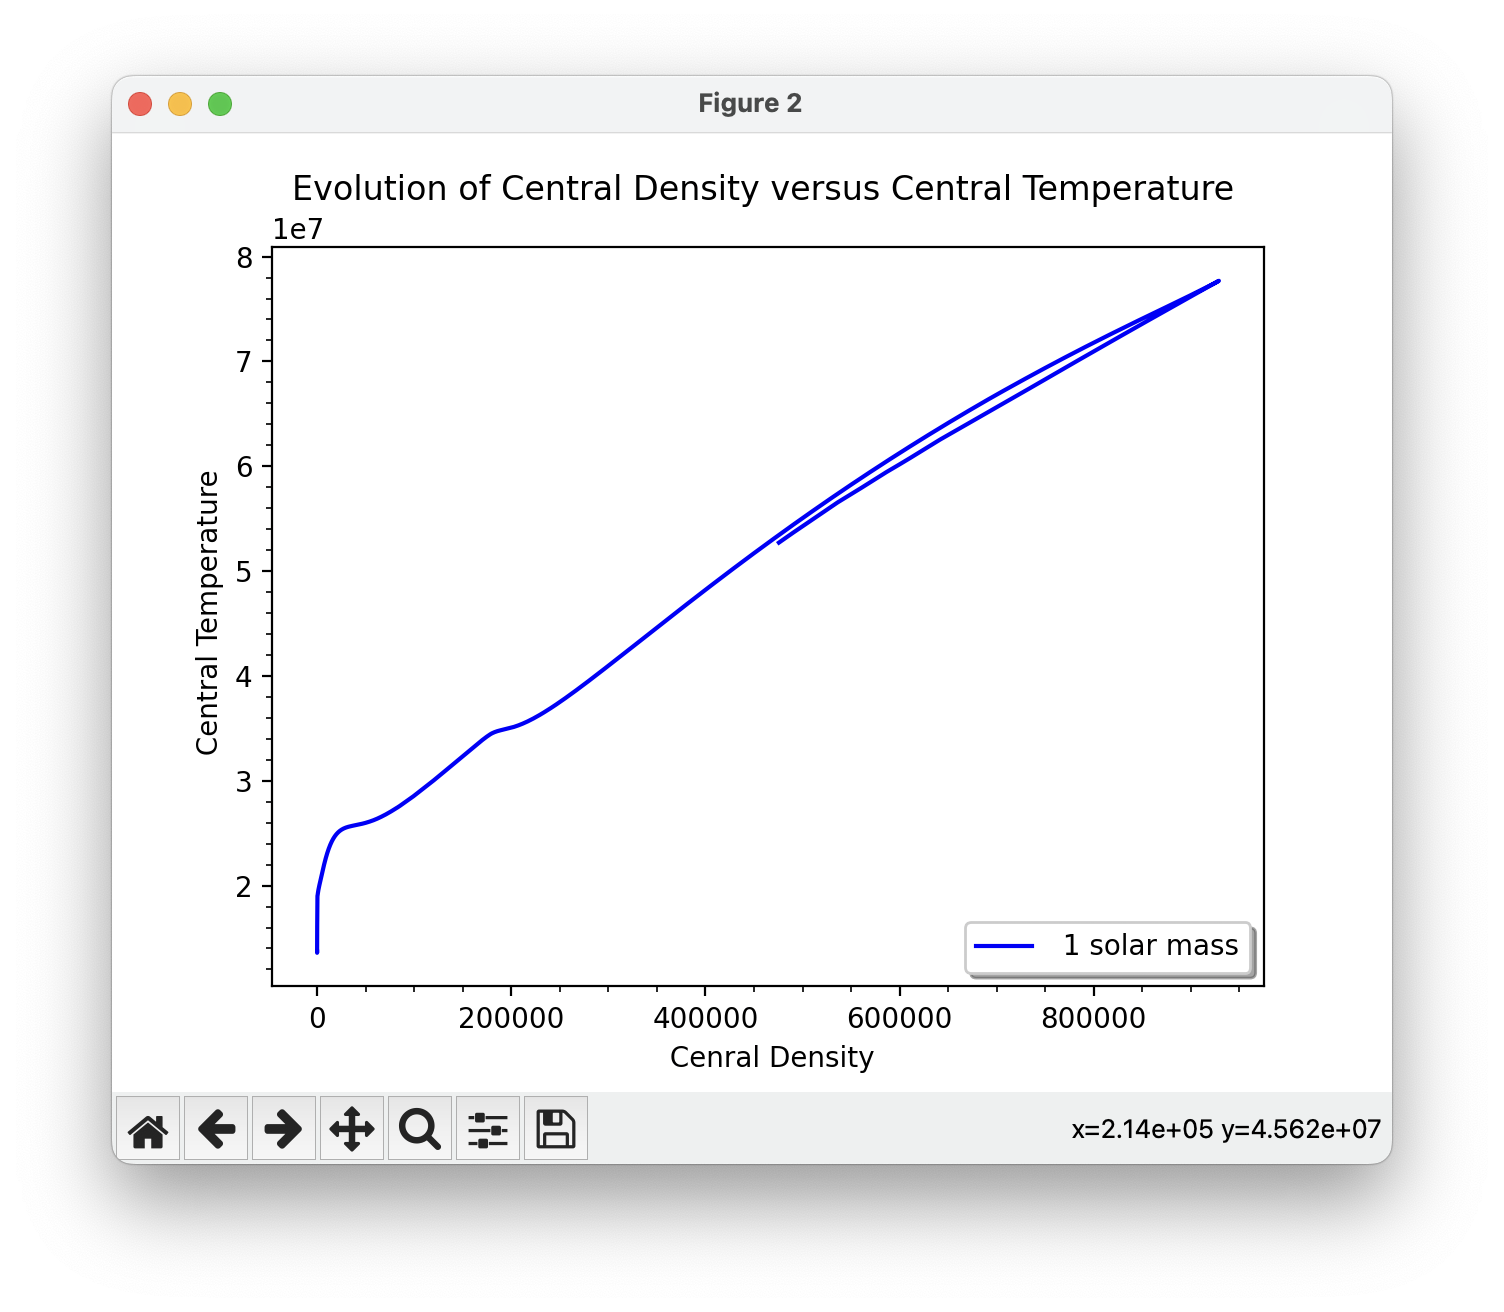 Figure 2
Evolution of Central Density versus Central Temperature
1e7
8
7
6
5
4
3
2
Central Temperature
1 solar mass
0 200000 400000 600000 800000
Cenral Density
x=2.14e+05 y=4.562e+07